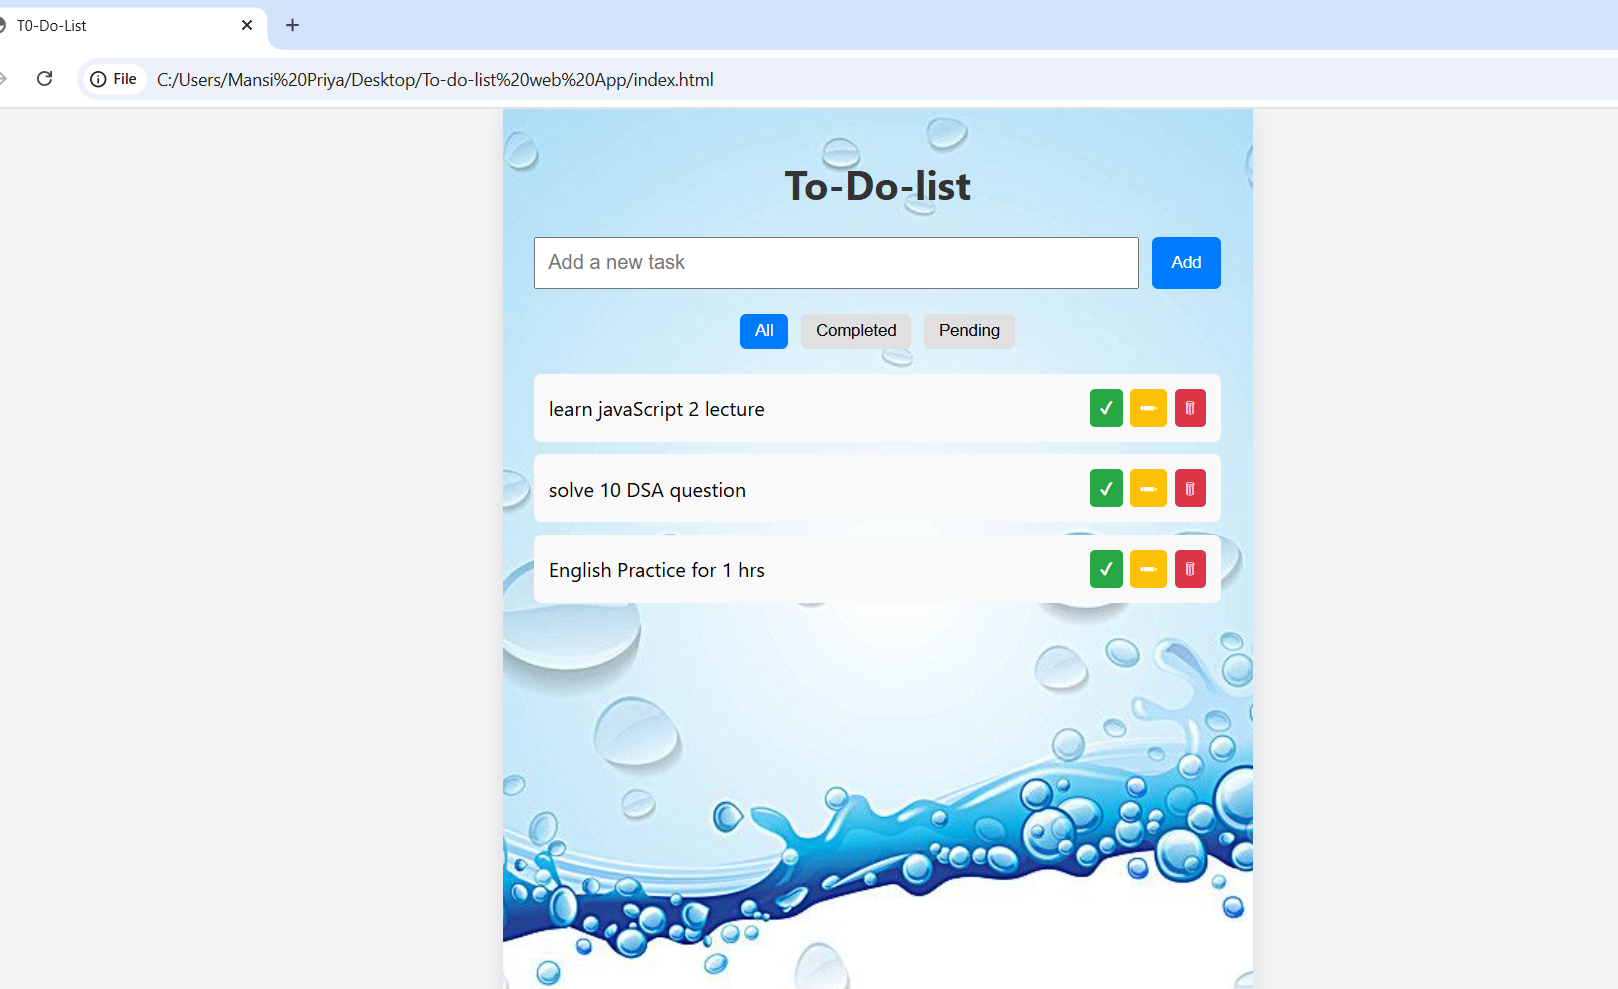 T0-Do-List
File C:/Users/Mansi%20Priya/Desktop/To-do-list%20web%20App/index.html
To-Do-list
Add a new task Add
All Completed Pending
learn javaScript 2 lecture
solve 10 DSA question
English Practice for 1 hrs